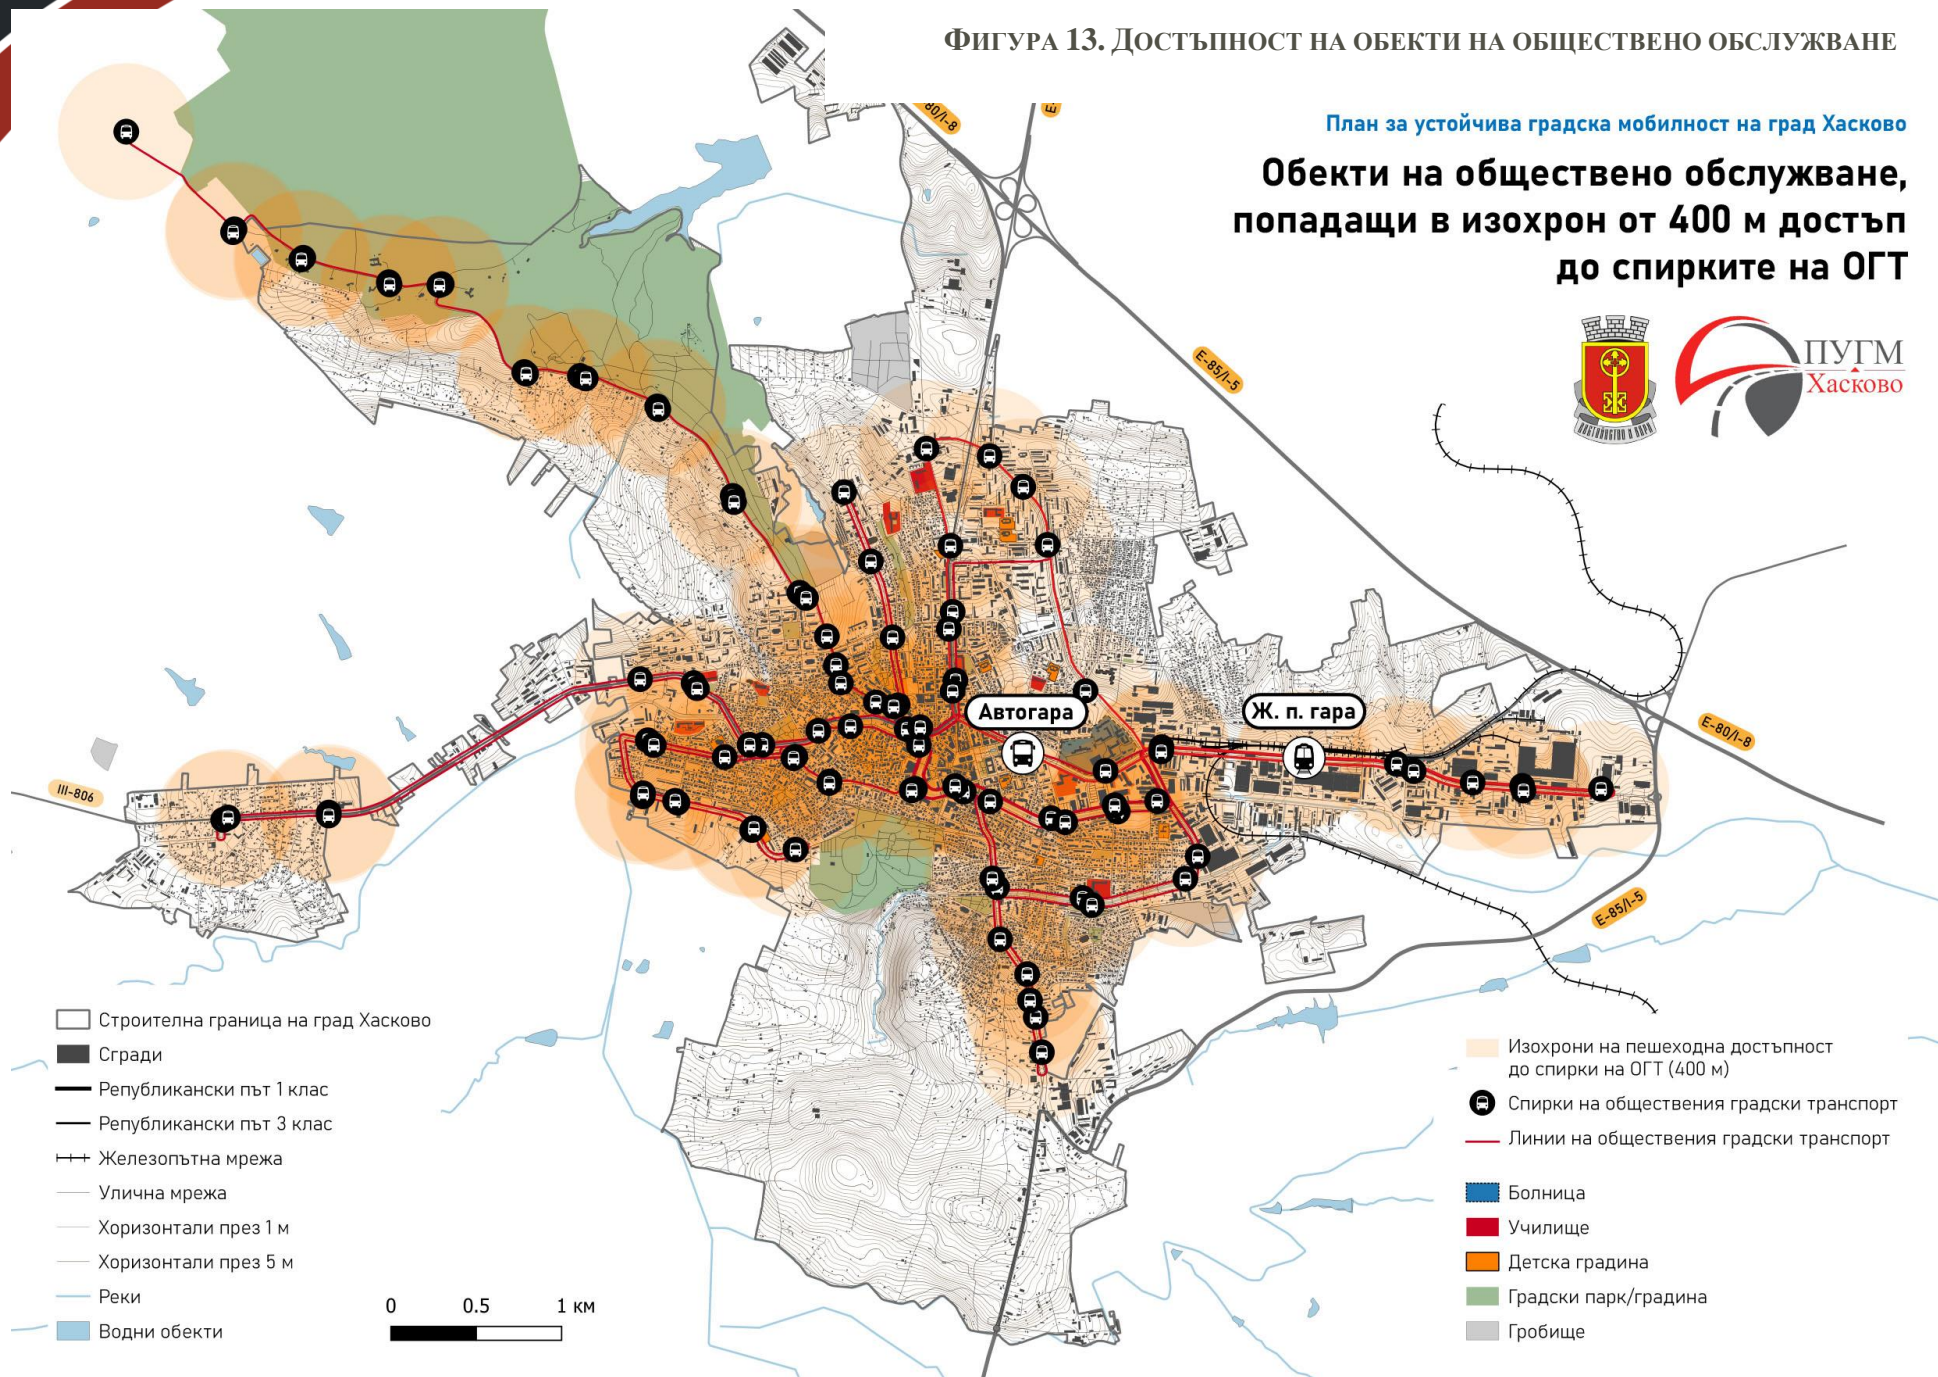 ФИГУРА 13. ДОСТЪПНОСТ НА ОБЕКТИ НА ОБЩЕСТВЕНО ОБСЛУЖВАНЕ
План за устойчива градска мобилност на град Хасково
Обекти на обществено обслужване,
попадащи в изохрон от 400 м достъп
до спирките на ОГТ
ПУГМ
Хасково
80/I-8
E-
E-85/I-5
Автогара
Ж. п. гара
E-80/I-8
III-806
E-85/I-5
Строителна граница на град Хасково
Сгради
Републикански път 1 клас
Републикански път 3 клас
Железопътна мрежа
Улична мрежа
Хоризонтали през 1 м
Хоризонтали през 5 м
Реки
Водни обекти
0 0.5 1 км
Изохрони на пешеходна достъпност
до спирки на ОГТ (400 м)
Спирки на обществения градски транспорт
Линии на обществения градски транспорт
Болница
Училище
Детска градина
Градски парк/градина
Гробище